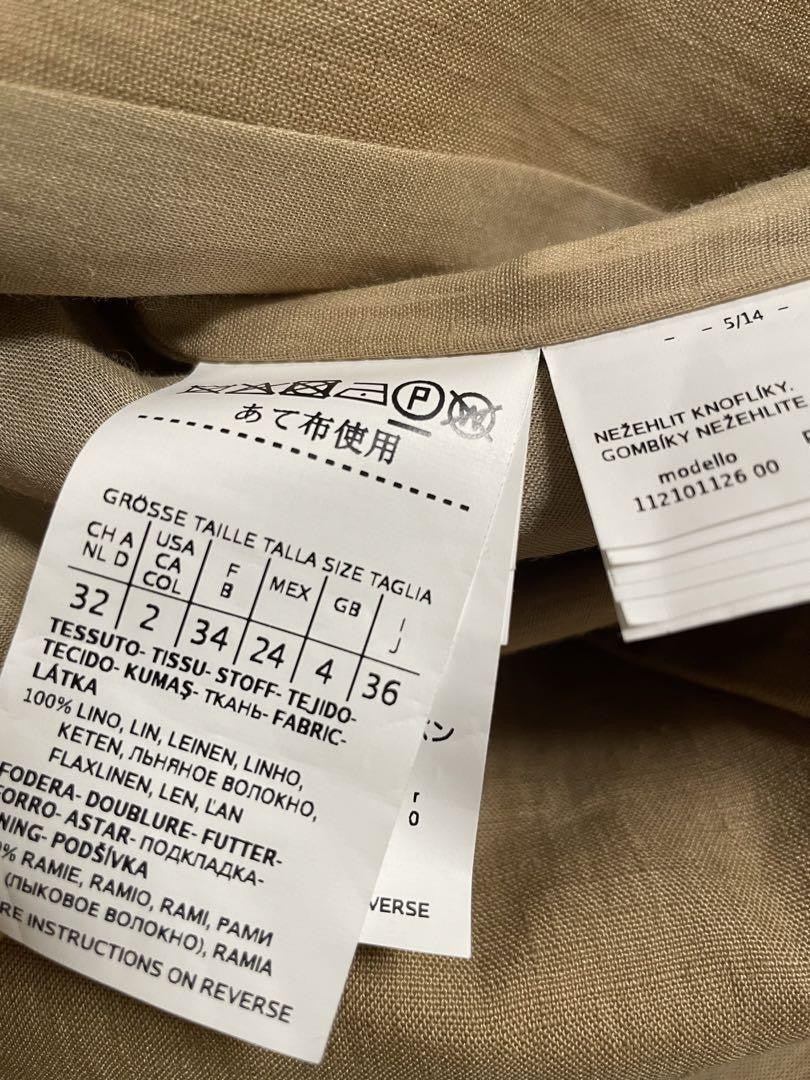 P
あて布使用
GRÖSSE TAILLE TALLA SIZE TAGLIA
CH A USA F MEX GB I
NL D CA B J
COL
32 2 34 24 4 36
TESSUTO- TISSU- STOFF- TEJIDO-
TECIDO- KUMAŞ- ТКАНЬ- FABRIC-
LÁTKA
100% LINO, LIN, LEINEN, LINHO,
KETEN, ЛЬНЯНОЕ ВОЛОКНО,
FLAXLINEN, LEN, ĽAN
FODERA- DOUBLURE- FUTTER-
FORRO- ASTAR- ПОДКЛАДКА-
NING- PODŠÍVKA
% RAMIE, RAMIO, RAMI, РАМИ
(ЛЫКОВОЕ ВОЛОКНО), RAMIA
RE INSTRUCTIONS ON REVERSE
ン
r
0
VERSE
- - 5/14 -
NEŽEHLIT KNOFLÍKY.
GOMBÍKY NEŽEHLITE
modello
112101126 00